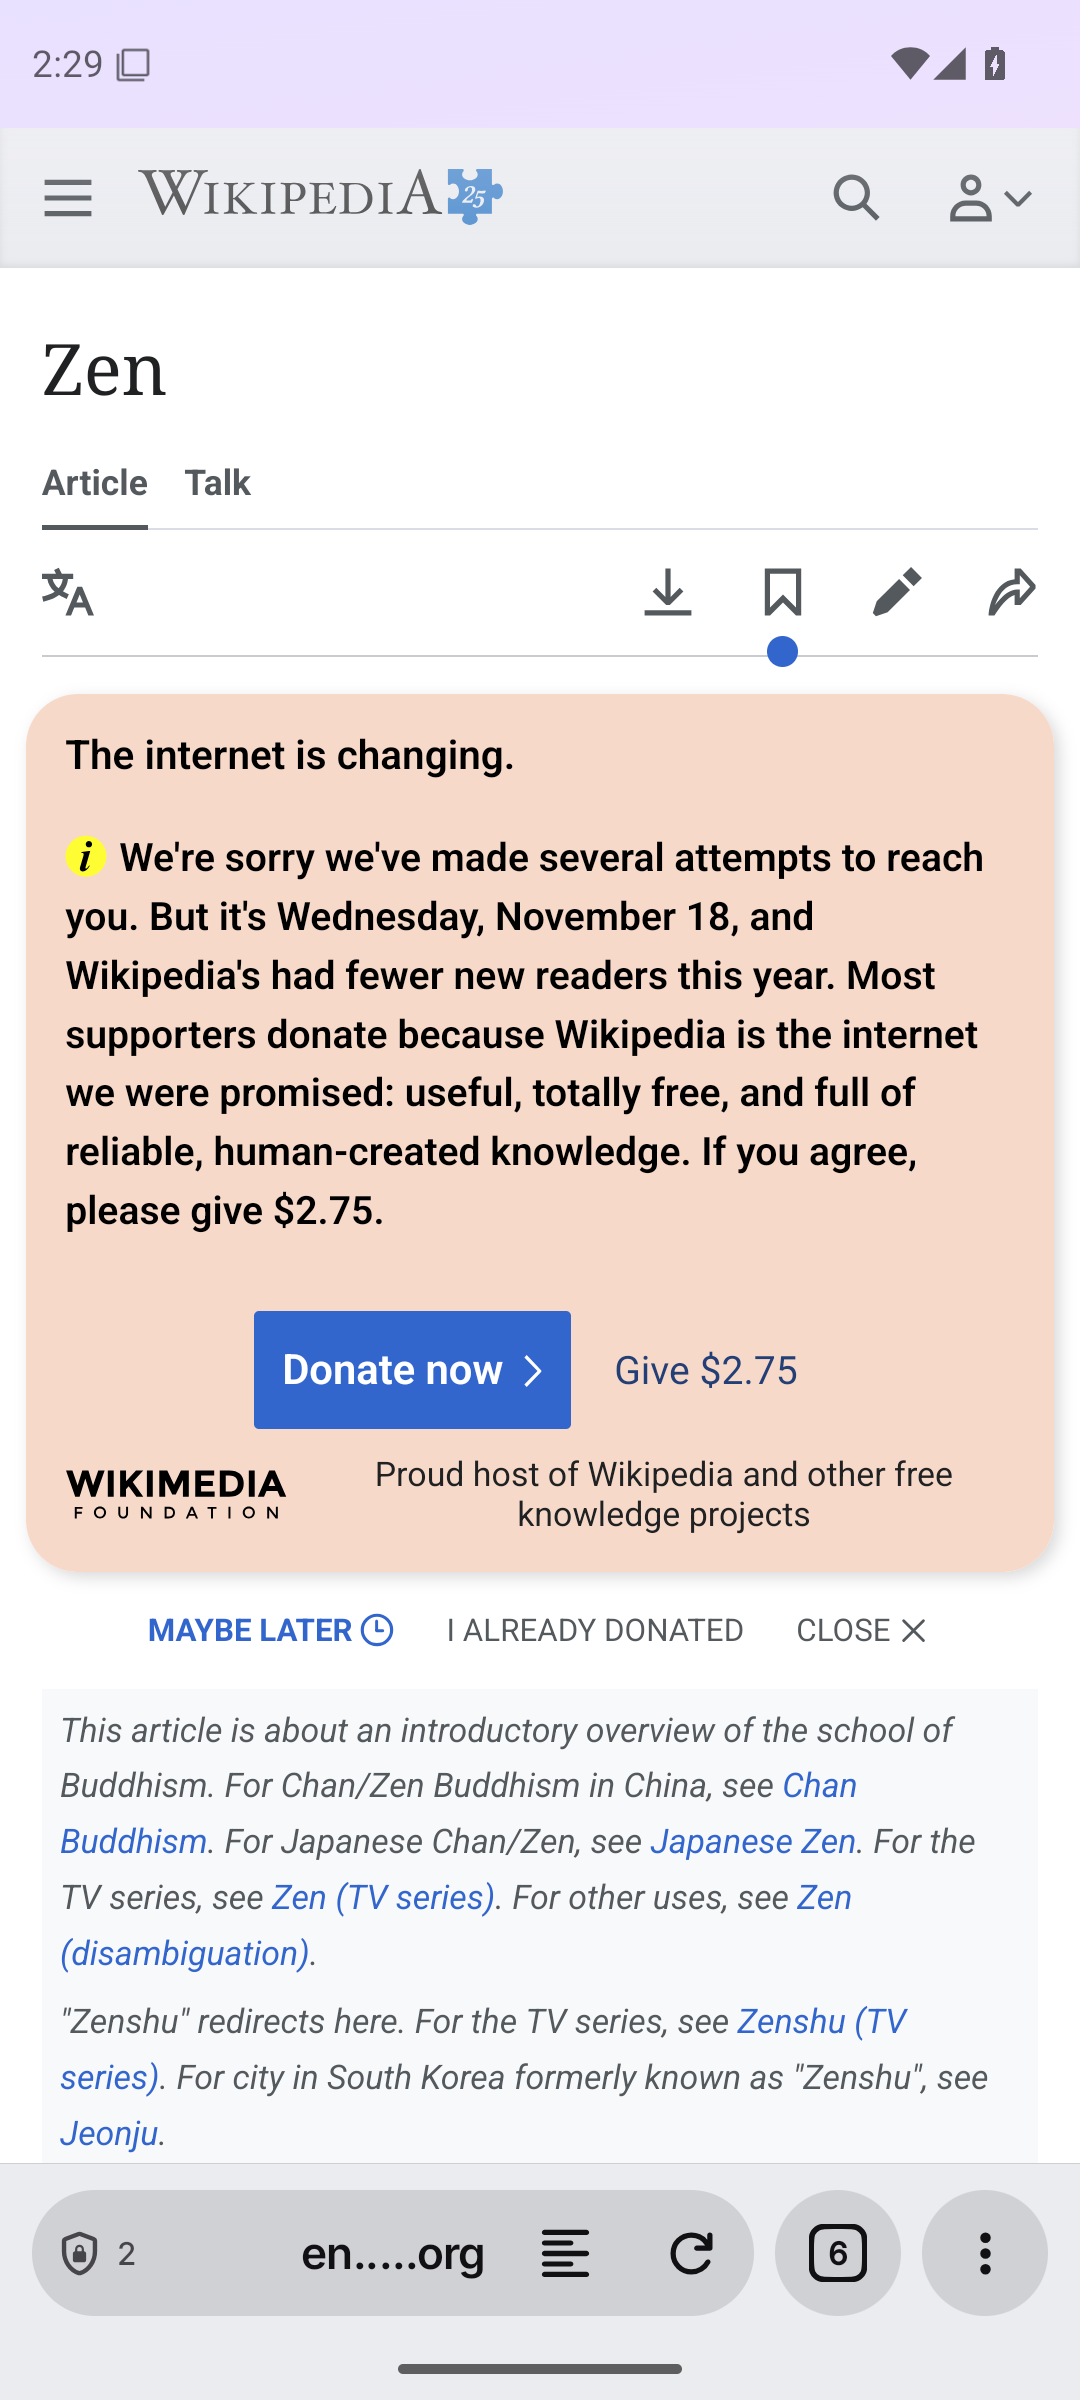 2:29
WIKIPEDIA 25
Zen
Article Talk
The internet is changing.
i We're sorry we've made several attempts to reach
you. But it's Wednesday, November 18, and
Wikipedia's had fewer new readers this year. Most
supporters donate because Wikipedia is the internet
we were promised: useful, totally free, and full of
reliable, human-created knowledge. If you agree,
please give $2.75.
Donate now Give $2.75
WIKIMEDIA
FOUNDATION
Proud host of Wikipedia and other free
knowledge projects
MAYBE LATER I ALREADY DONATED CLOSE
This article is about an introductory overview of the school of
Buddhism. For Chan/Zen Buddhism in China, see Chan
Buddhism. For Japanese Chan/Zen, see Japanese Zen. For the
TV series, see Zen (TV series). For other uses, see Zen
(disambiguation).
"Zenshu" redirects here. For the TV series, see Zenshu (TV
series). For city in South Korea formerly known as "Zenshu", see
Jeonju.
2 en.....org 6